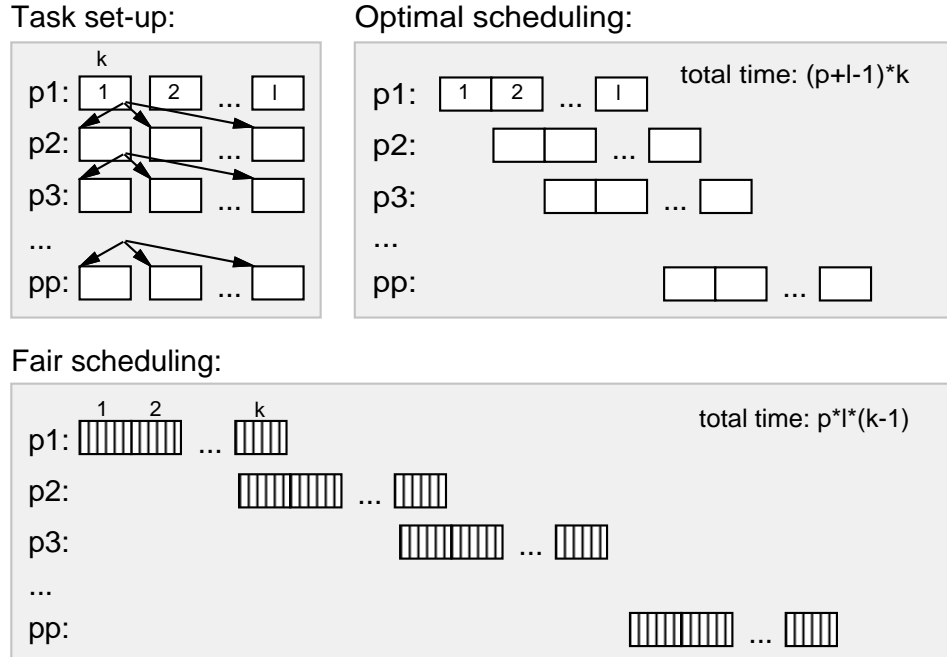 Task set-up:
k
p1: 1 2 ... l
p2: ...
p3: ...
...
pp: ...
Optimal scheduling:
total time: (p+l-1)*k
p1: 1 2 ... l
p2: ...
p3: ...
...
pp: ...
Fair scheduling:
1 2 k
total time: p*l*(k-1)
p1: ...
p2: ...
p3: ...
...
pp: ...